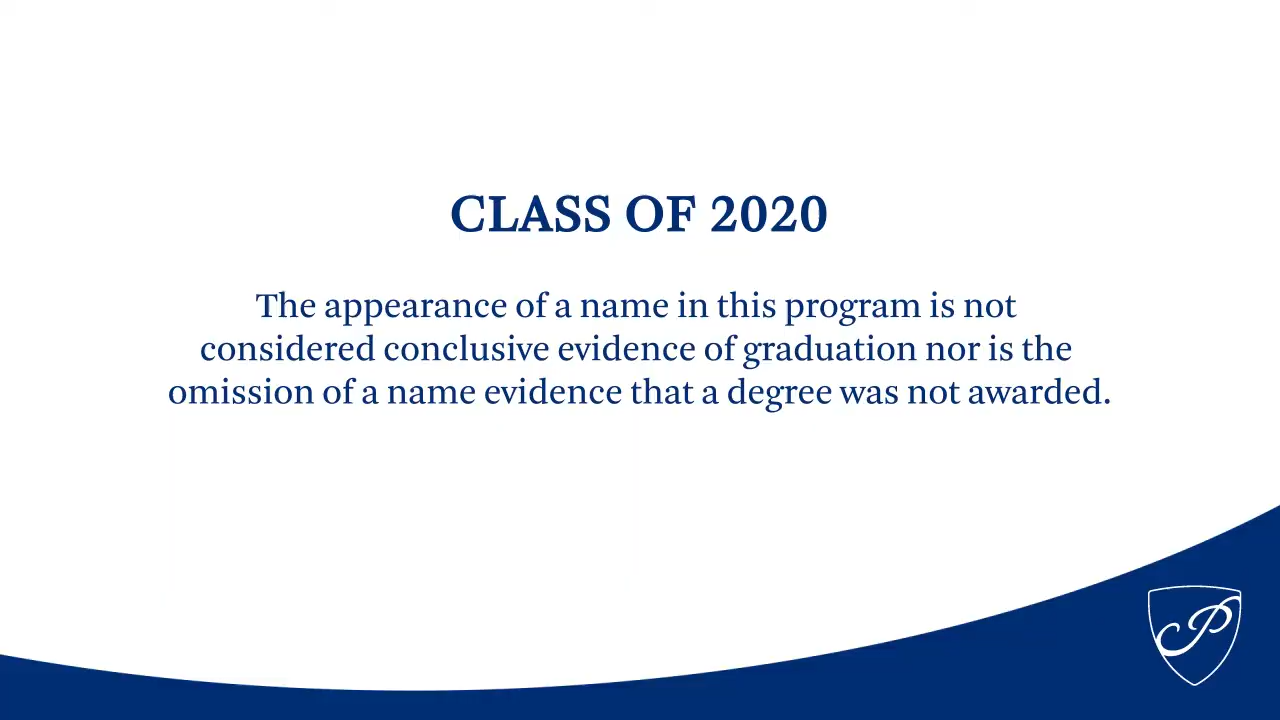 CLASS OF 2020
The appearance of a name in this program is not
considered conclusive evidence of graduation nor is the
omission of a name evidence that a degree was not awarded.
P